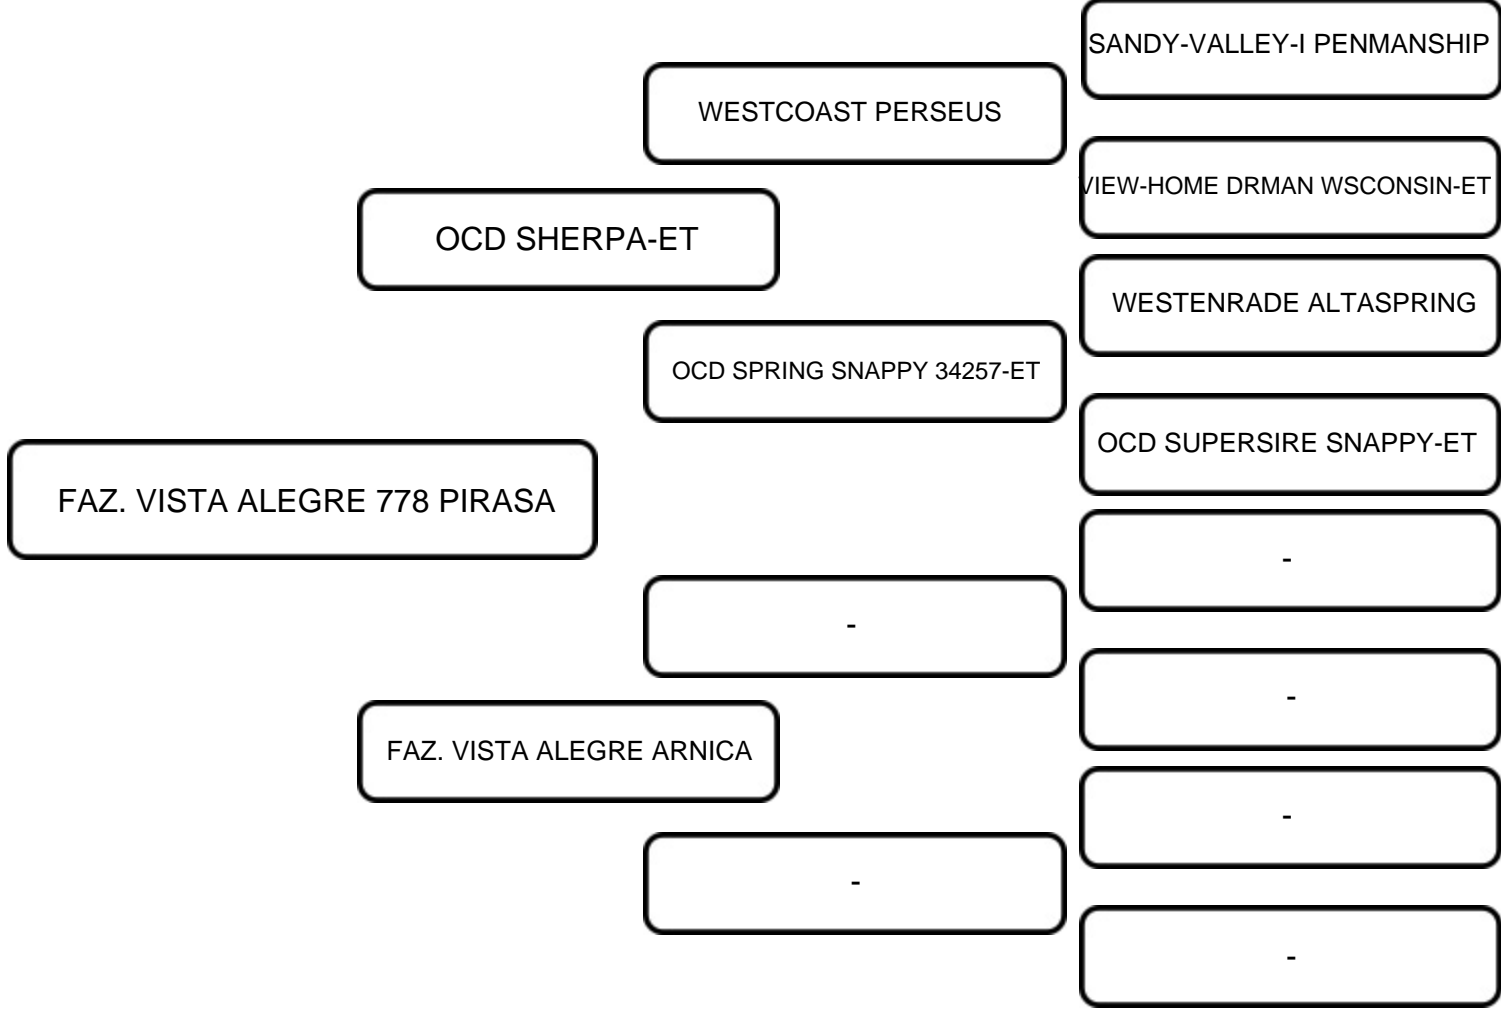 SANDY-VALLEY-I PENMANSHIP
WESTCOAST PERSEUS
VIEW-HOME DRMAN WSCONSIN-ET
OCD SHERPA-ET
WESTENRADE ALTASPRING
OCD SPRING SNAPPY 34257-ET
OCD SUPERSIRE SNAPPY-ET
FAZ. VISTA ALEGRE 778 PIRASA
-
-
-
FAZ. VISTA ALEGRE ARNICA
-
-
-